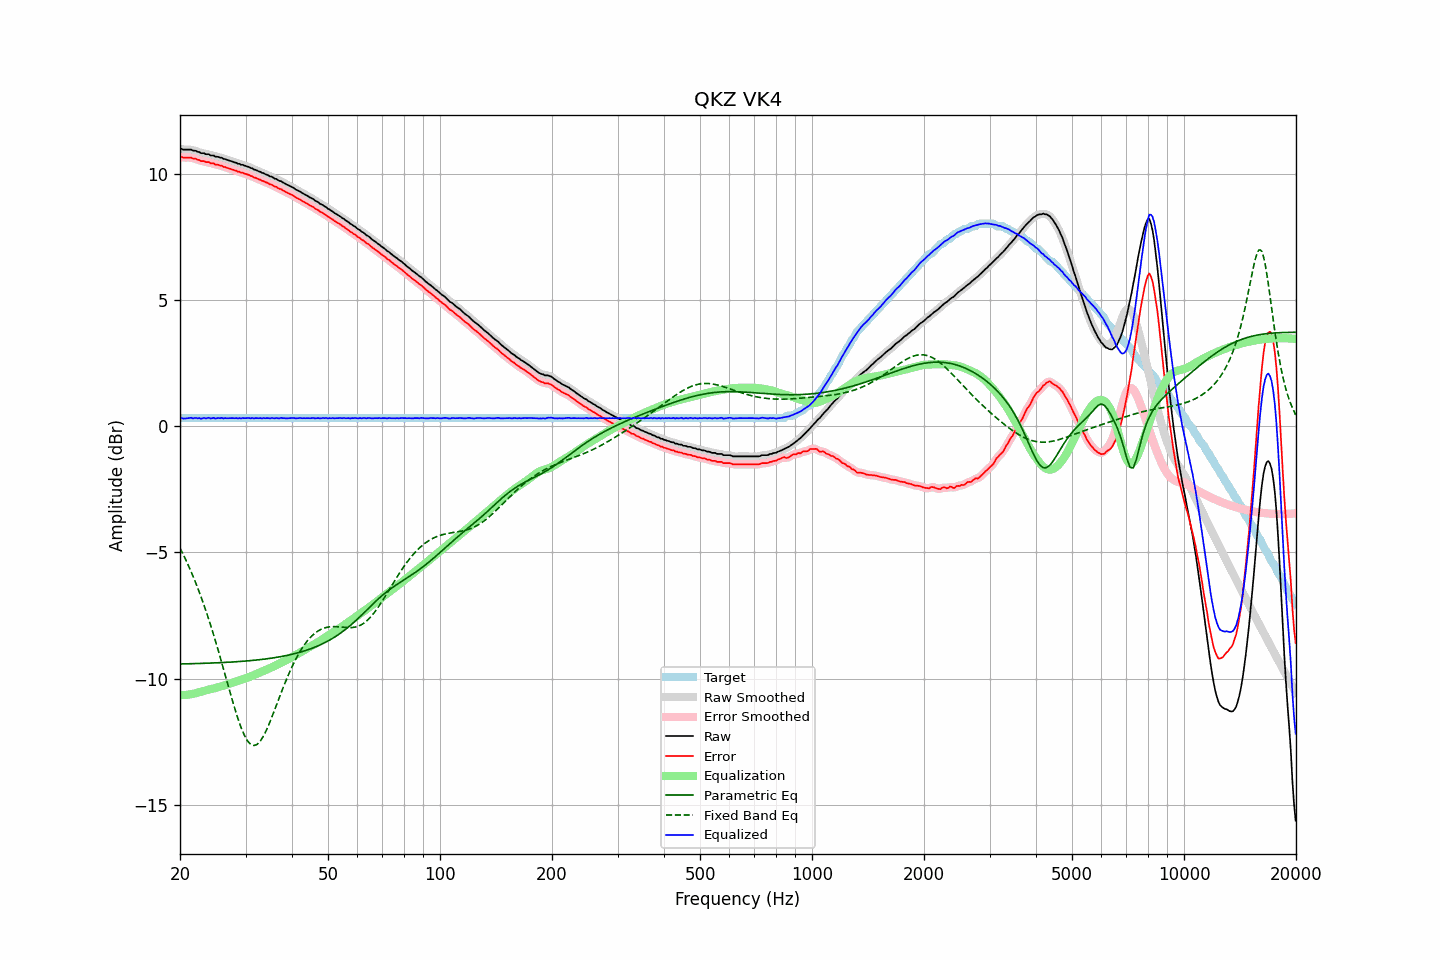 QKZ VK4
Amplitude (dBr)
10
5
0
−5
−10
−15
Target
Raw Smoothed
Error Smoothed
Raw
Error
Equalization
Parametric Eq
Fixed Band Eq
Equalized
20 50 100 200 500 1000 2000 5000 10000 20000
Frequency (Hz)